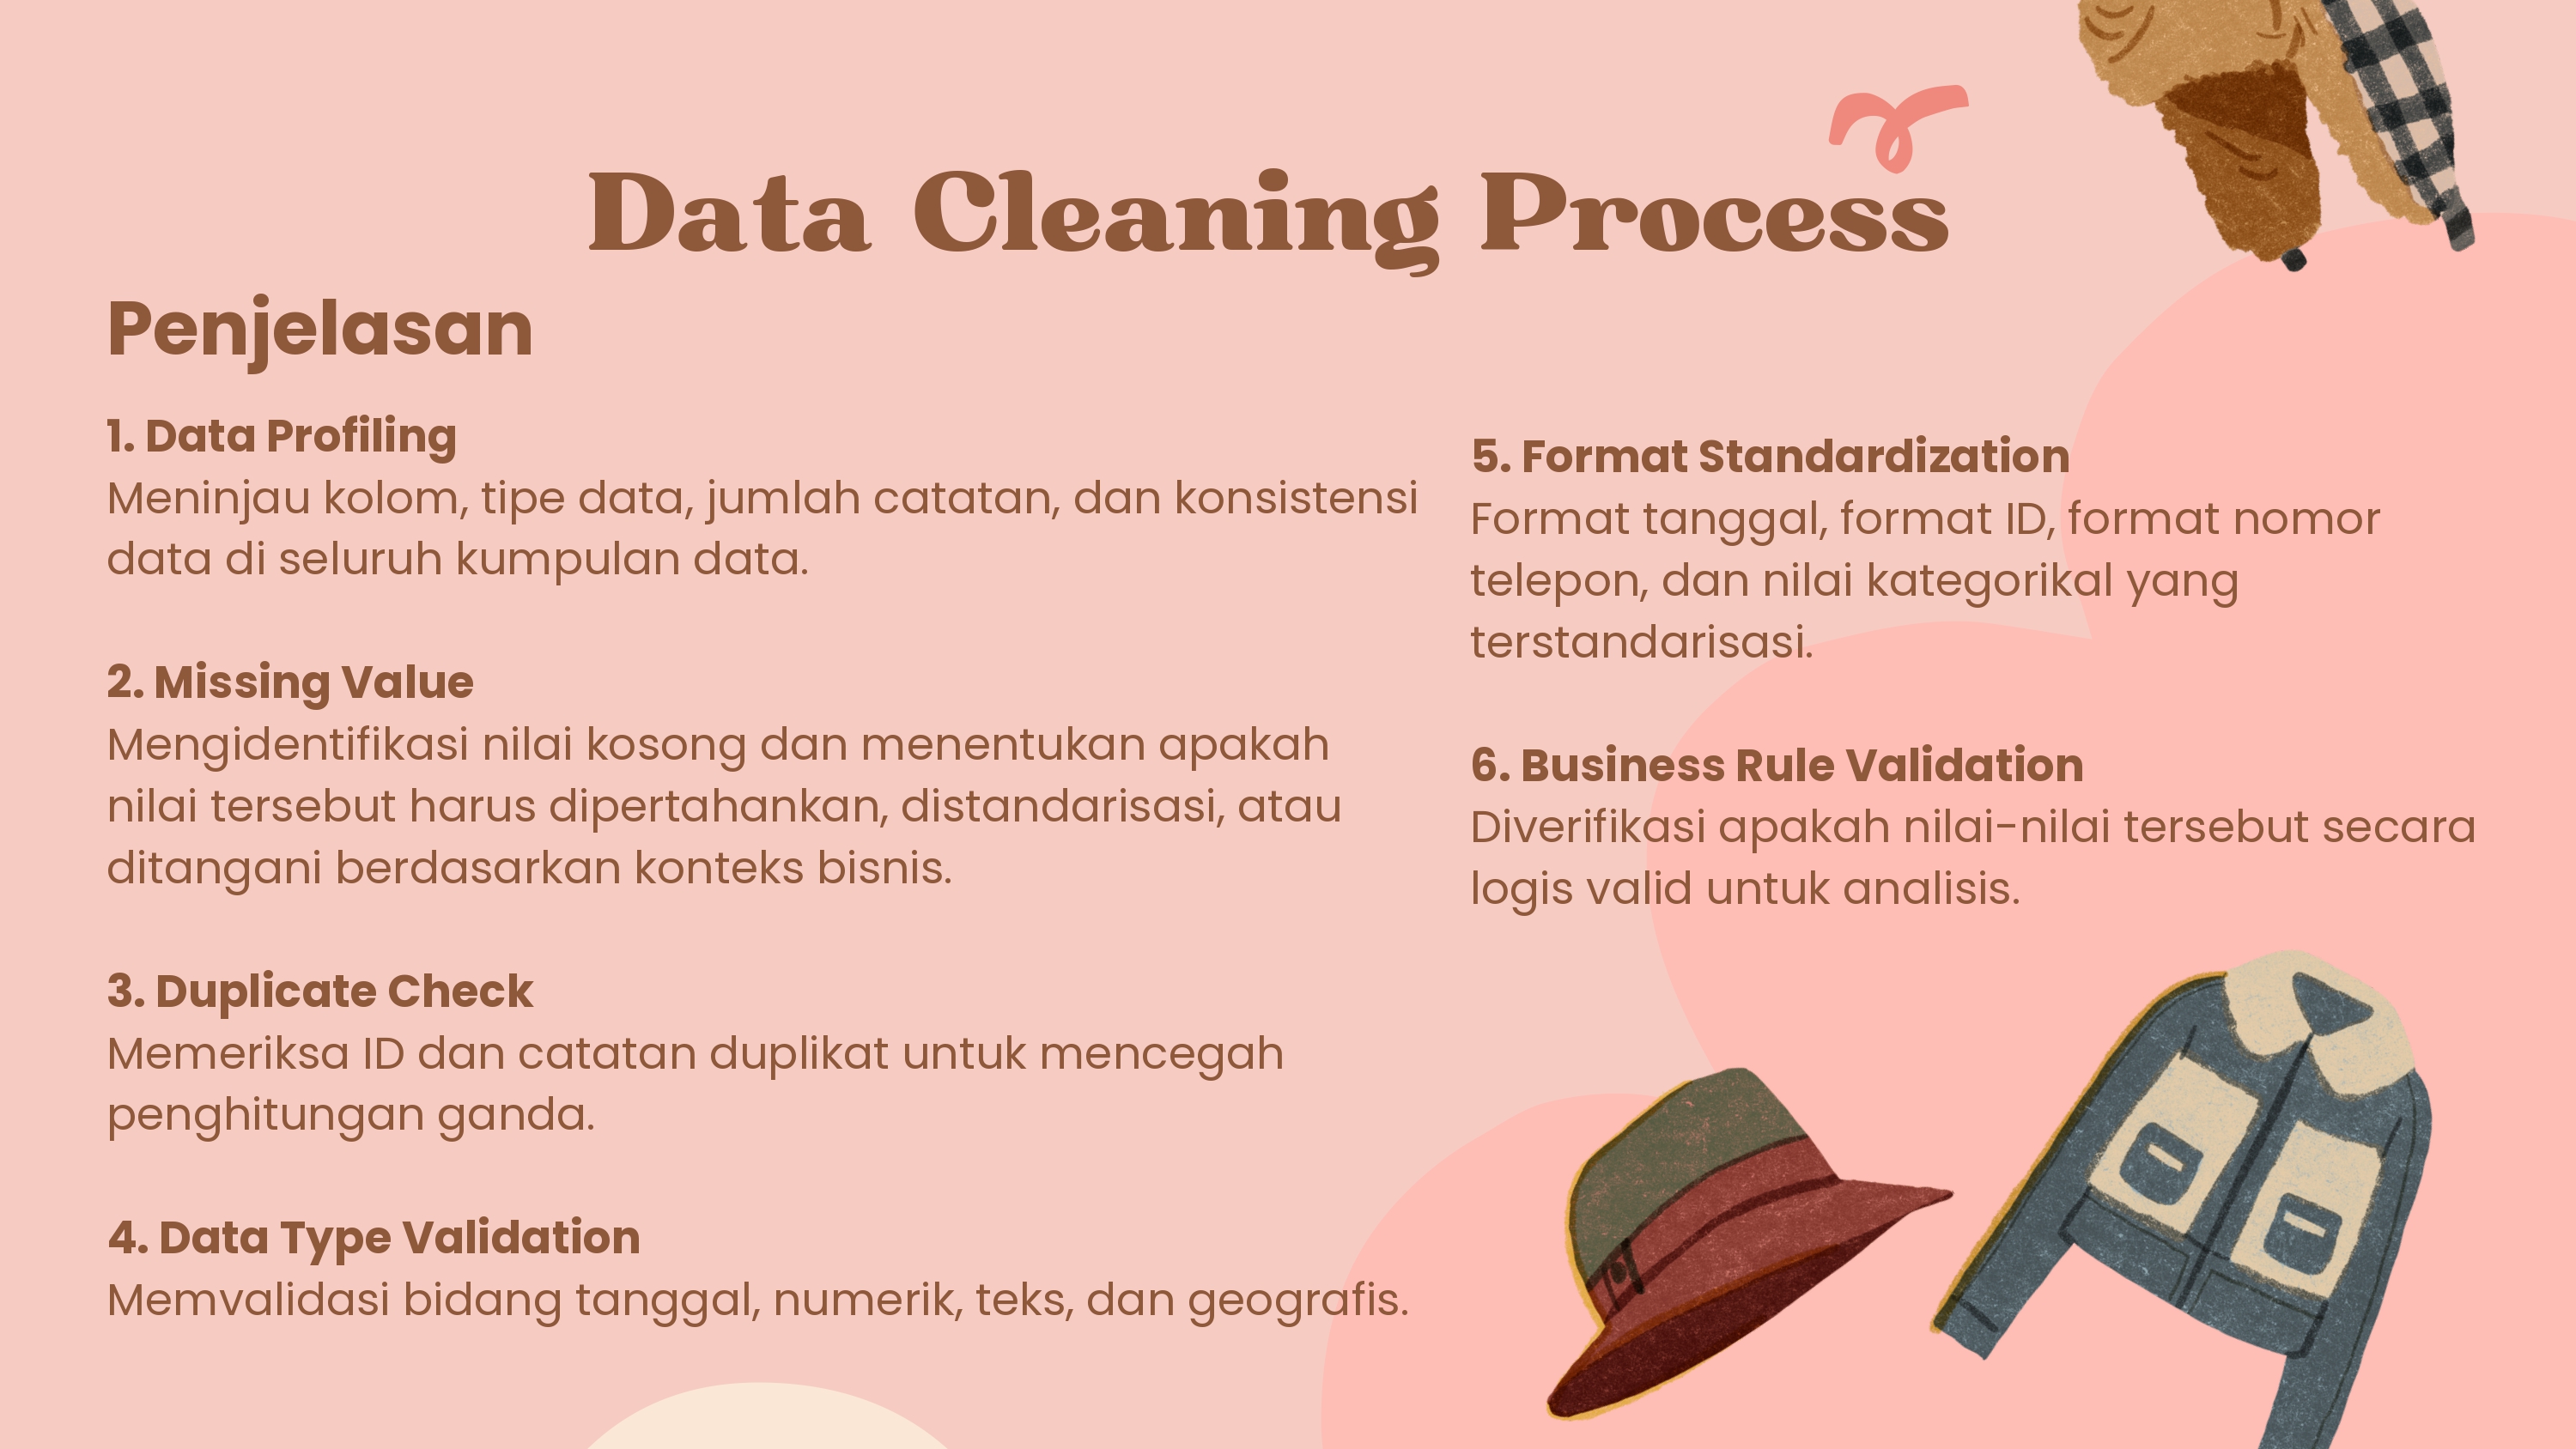 Data Cleaning Process
Penjelasan
1. Data Profiling
Meninjau kolom, tipe data, jumlah catatan, dan konsistensi
data di seluruh kumpulan data.
2. Missing Value
Mengidentifikasi nilai kosong dan menentukan apakah
nilai tersebut harus dipertahankan, distandarisasi, atau
ditangani berdasarkan konteks bisnis.
3. Duplicate Check
Memeriksa ID dan catatan duplikat untuk mencegah
penghitungan ganda.
4. Data Type Validation
Memvalidasi bidang tanggal, numerik, teks, dan geografis.
5. Format Standardization
Format tanggal, format ID, format nomor
telepon, dan nilai kategorikal yang
terstandarisasi.
6. Business Rule Validation
Diverifikasi apakah nilai-nilai tersebut secara
logis valid untuk analisis.